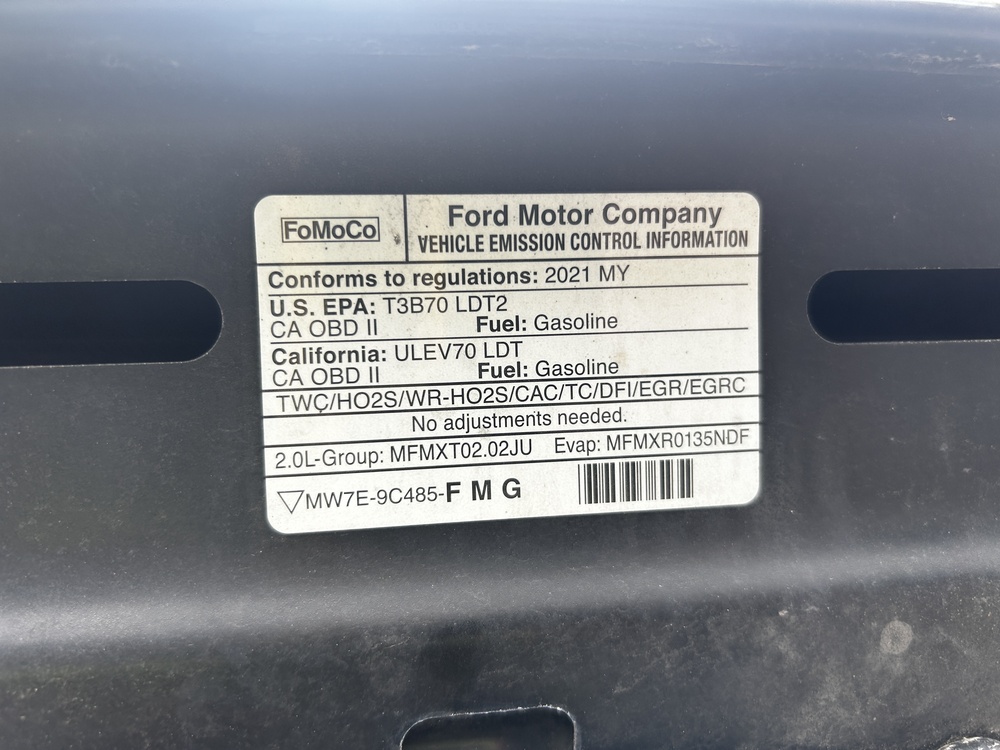 FoMoCo
Ford Motor Company
VEHICLE EMISSION CONTROL INFORMATION
Conforms to regulations: 2021 MY
U.S. EPA: T3B70 LDT2
CA OBD II Fuel: Gasoline
California: ULEV70 LDT
CA OBD II Fuel: Gasoline
TWC/HO2S/WR-HO2S/CAC/TC/DFI/EGR/EGRC
No adjustments needed.
2.0L-Group: MFMXT02.02JU Evap: MFMXR0135NDF
MW7E-9C485-F M G